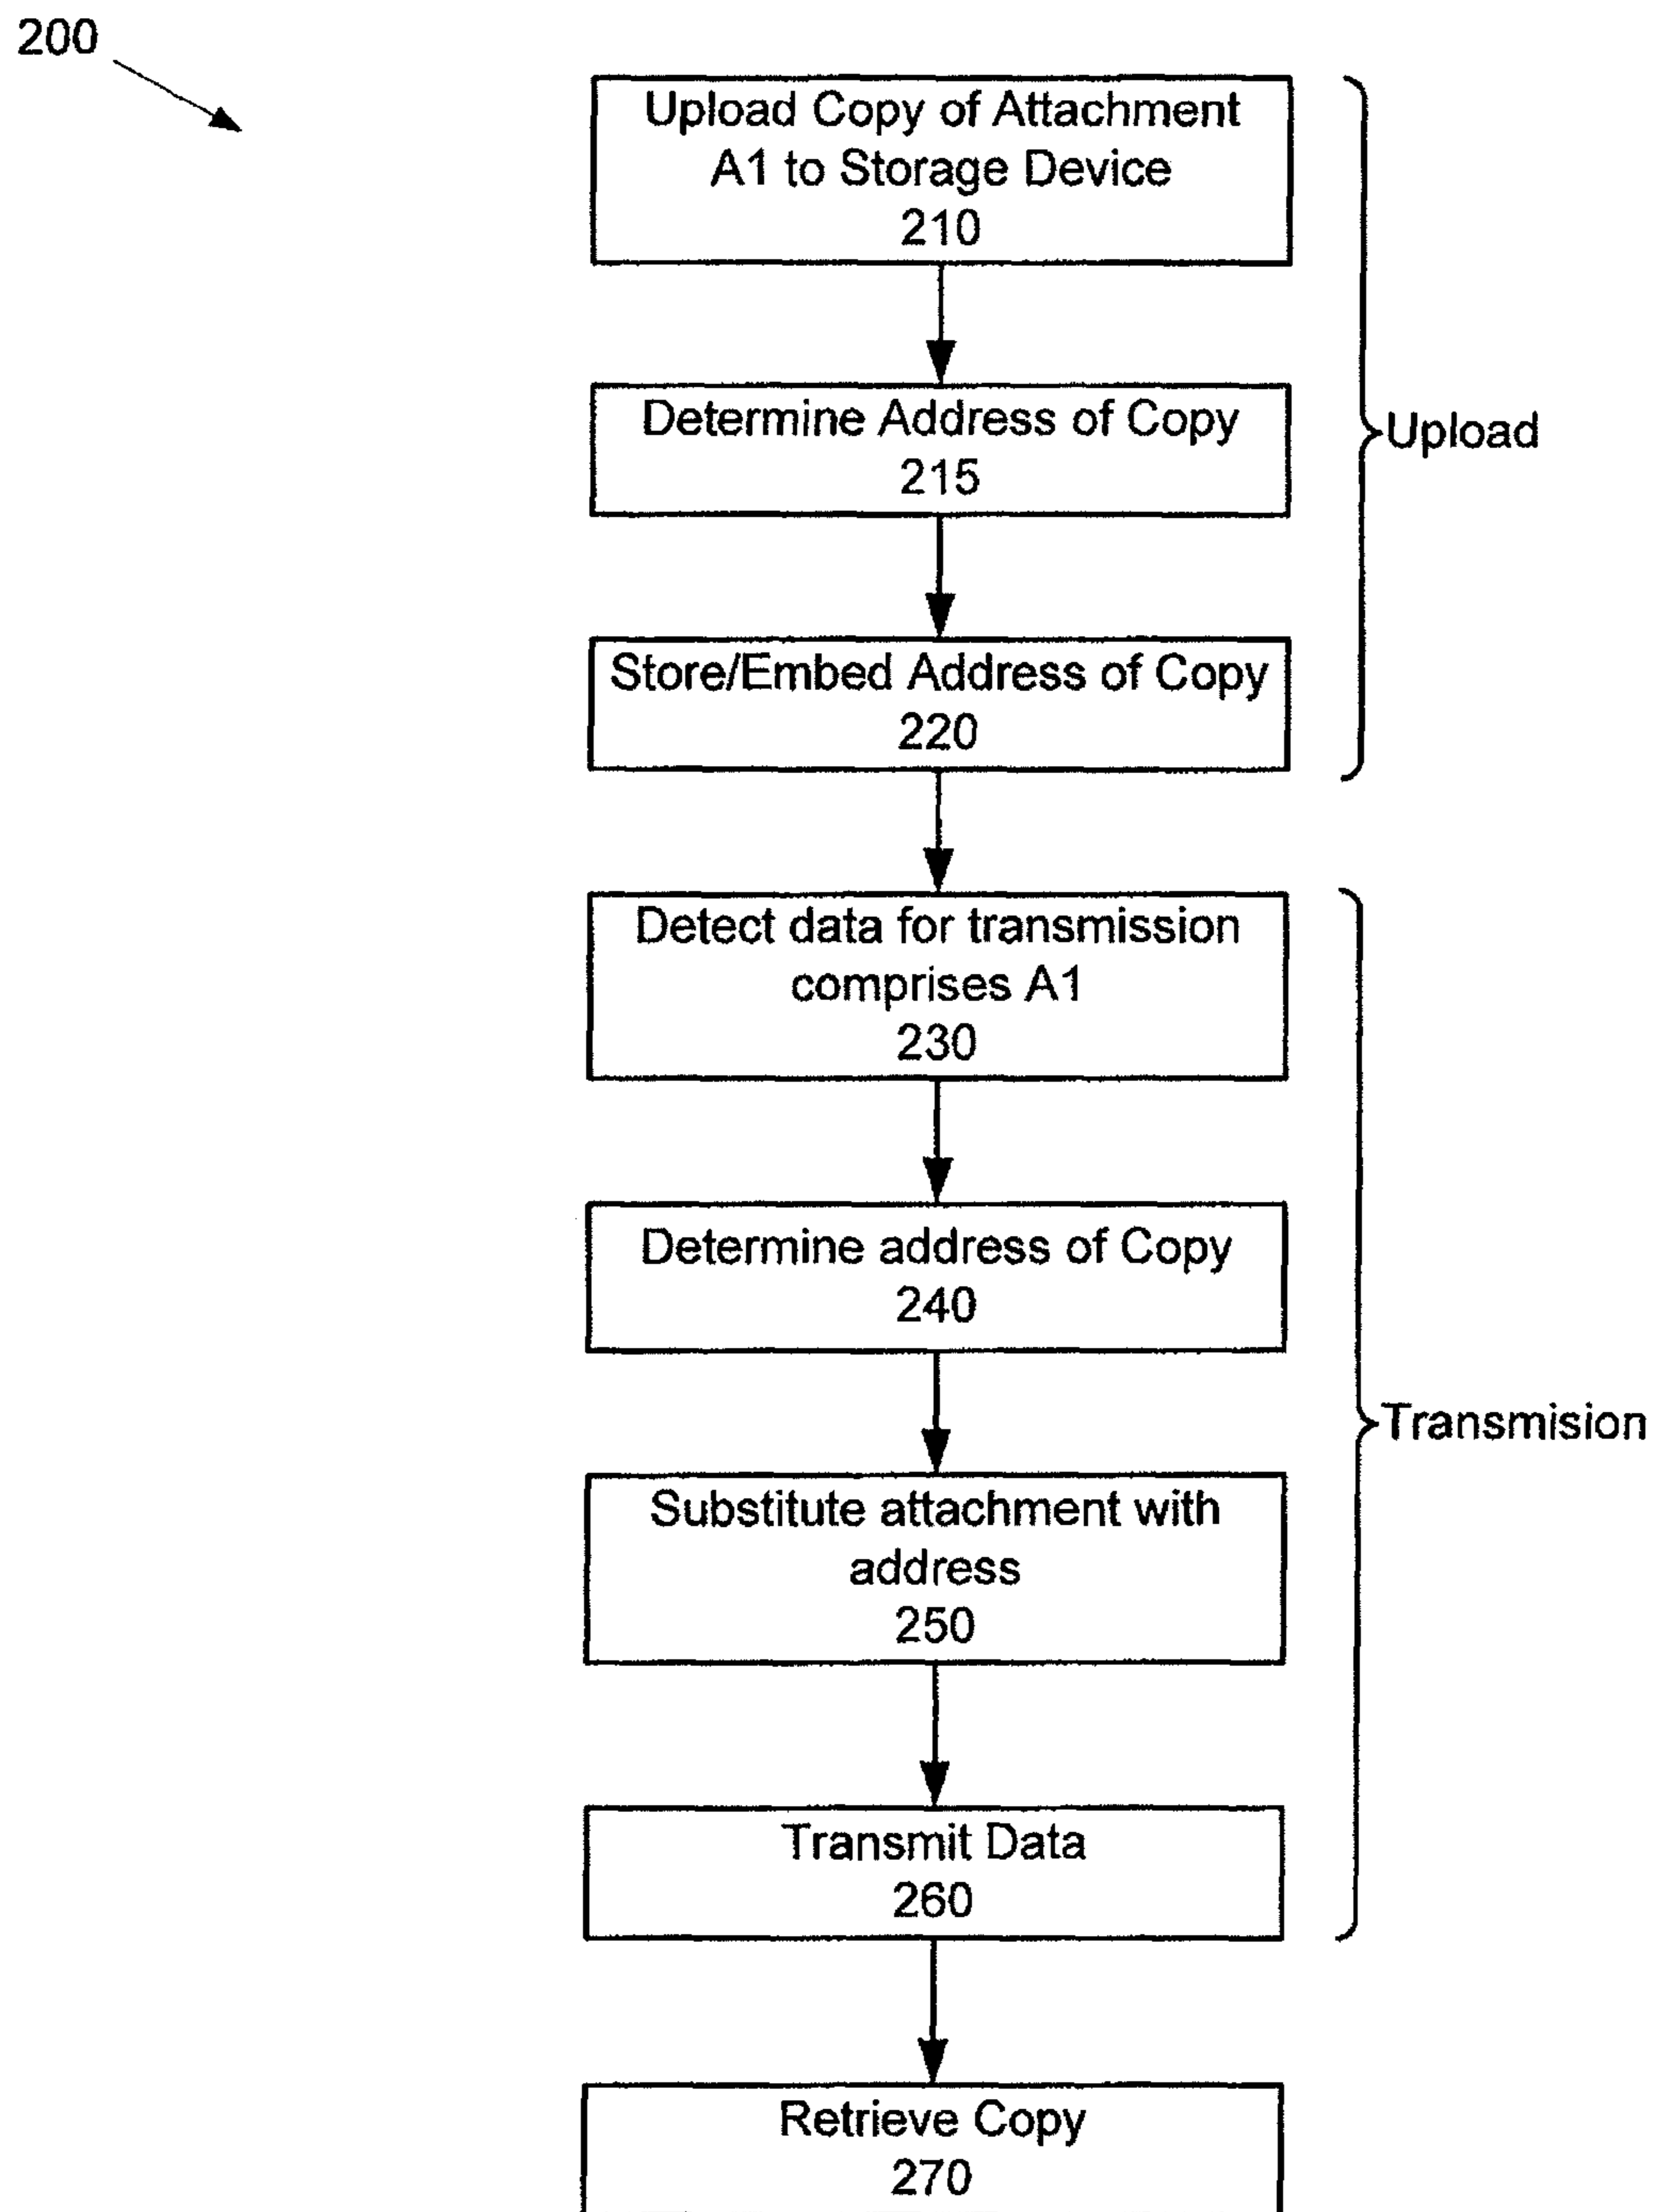 200
Upload Copy of Attachment
A1 to Storage Device
210
Determine Address of Copy
215
Store/Embed Address of Copy
220
Upload
Detect data for transmission
comprises A1
230
Determine address of Copy
240
Substitute attachment with
address
250
Transmit Data
260
Transmision
Retrieve Copy
270